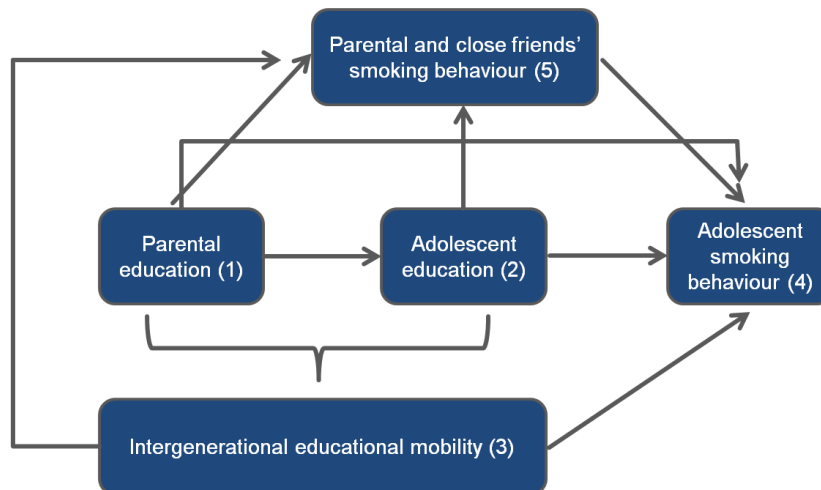 Parental and close friends’
smoking behaviour (5)
Parental
education (1)
Adolescent
education (2)
Adolescent
smoking
behaviour (4)
Intergenerational educational mobility (3)